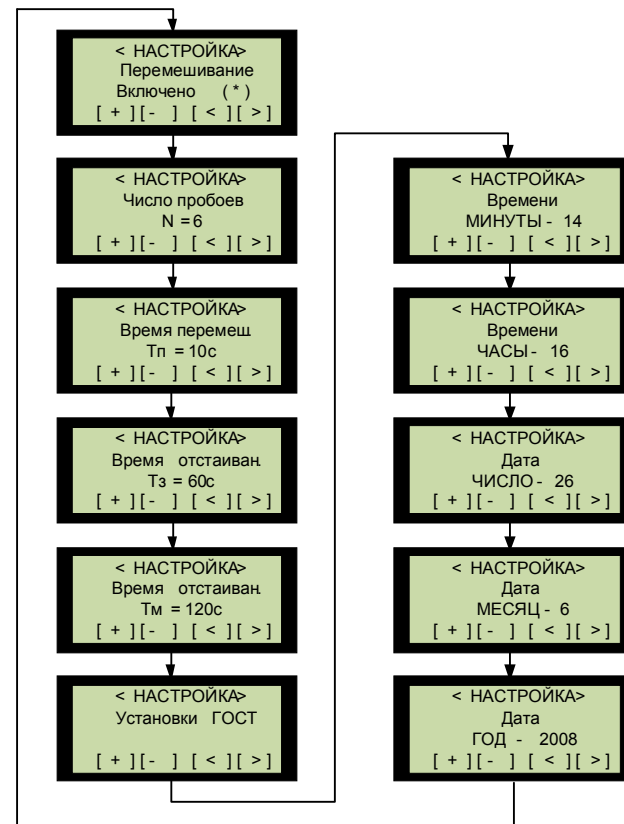 < НАСТРОЙКА>
Перемешивание
Включено (*)
[ + ][ - ] [ < ][ > ]
< НАСТРОЙКА>
Число пробоев
N = 6
[ + ][ - ] [ < ][ > ]
< НАСТРОЙКА>
Время перемещ.
Тп = 10с
[ + ][ - ] [ < ][ > ]
< НАСТРОЙКА>
Время отстаиван.
Тз = 60с
[ + ][ - ] [ < ][ > ]
< НАСТРОЙКА>
Время отстаиван.
Тм = 120с
[ + ][ - ] [ < ][ > ]
< НАСТРОЙКА>
Установки ГОСТ
[ + ][ - ] [ < ][ > ]
< НАСТРОЙКА>
Времени
МИНУТЫ - 14
[ + ][ - ] [ < ][ > ]
< НАСТРОЙКА>
Времени
ЧАСЫ - 16
[ + ][ - ] [ < ][ > ]
< НАСТРОЙКА>
Дата
ЧИСЛО - 26
[ + ][ - ] [ < ][ > ]
< НАСТРОЙКА>
Дата
МЕСЯЦ - 6
[ + ][ - ] [ < ][ > ]
< НАСТРОЙКА>
Дата
ГОД - 2008
[ + ][ - ] [ < ][ > ]